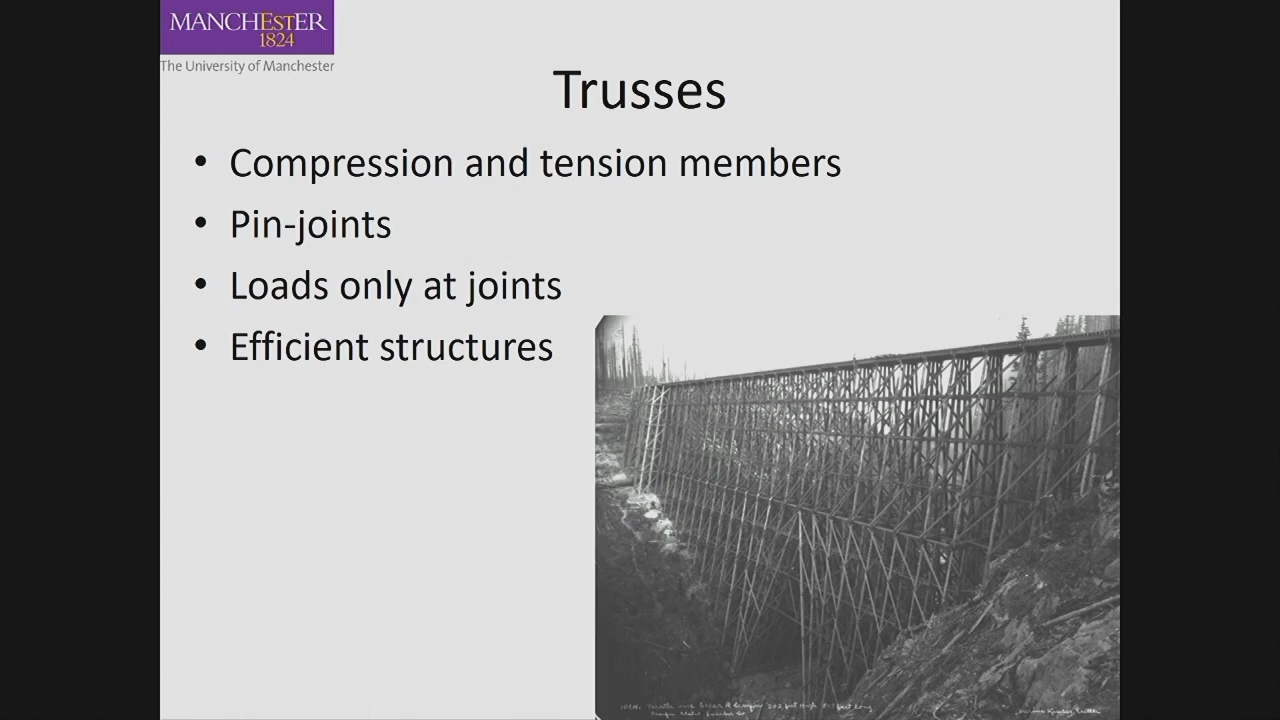 MANCHESTER
1824
The University of Manchester
Trusses
• Compression and tension members
• Pin-joints
• Loads only at joints
• Efficient structures